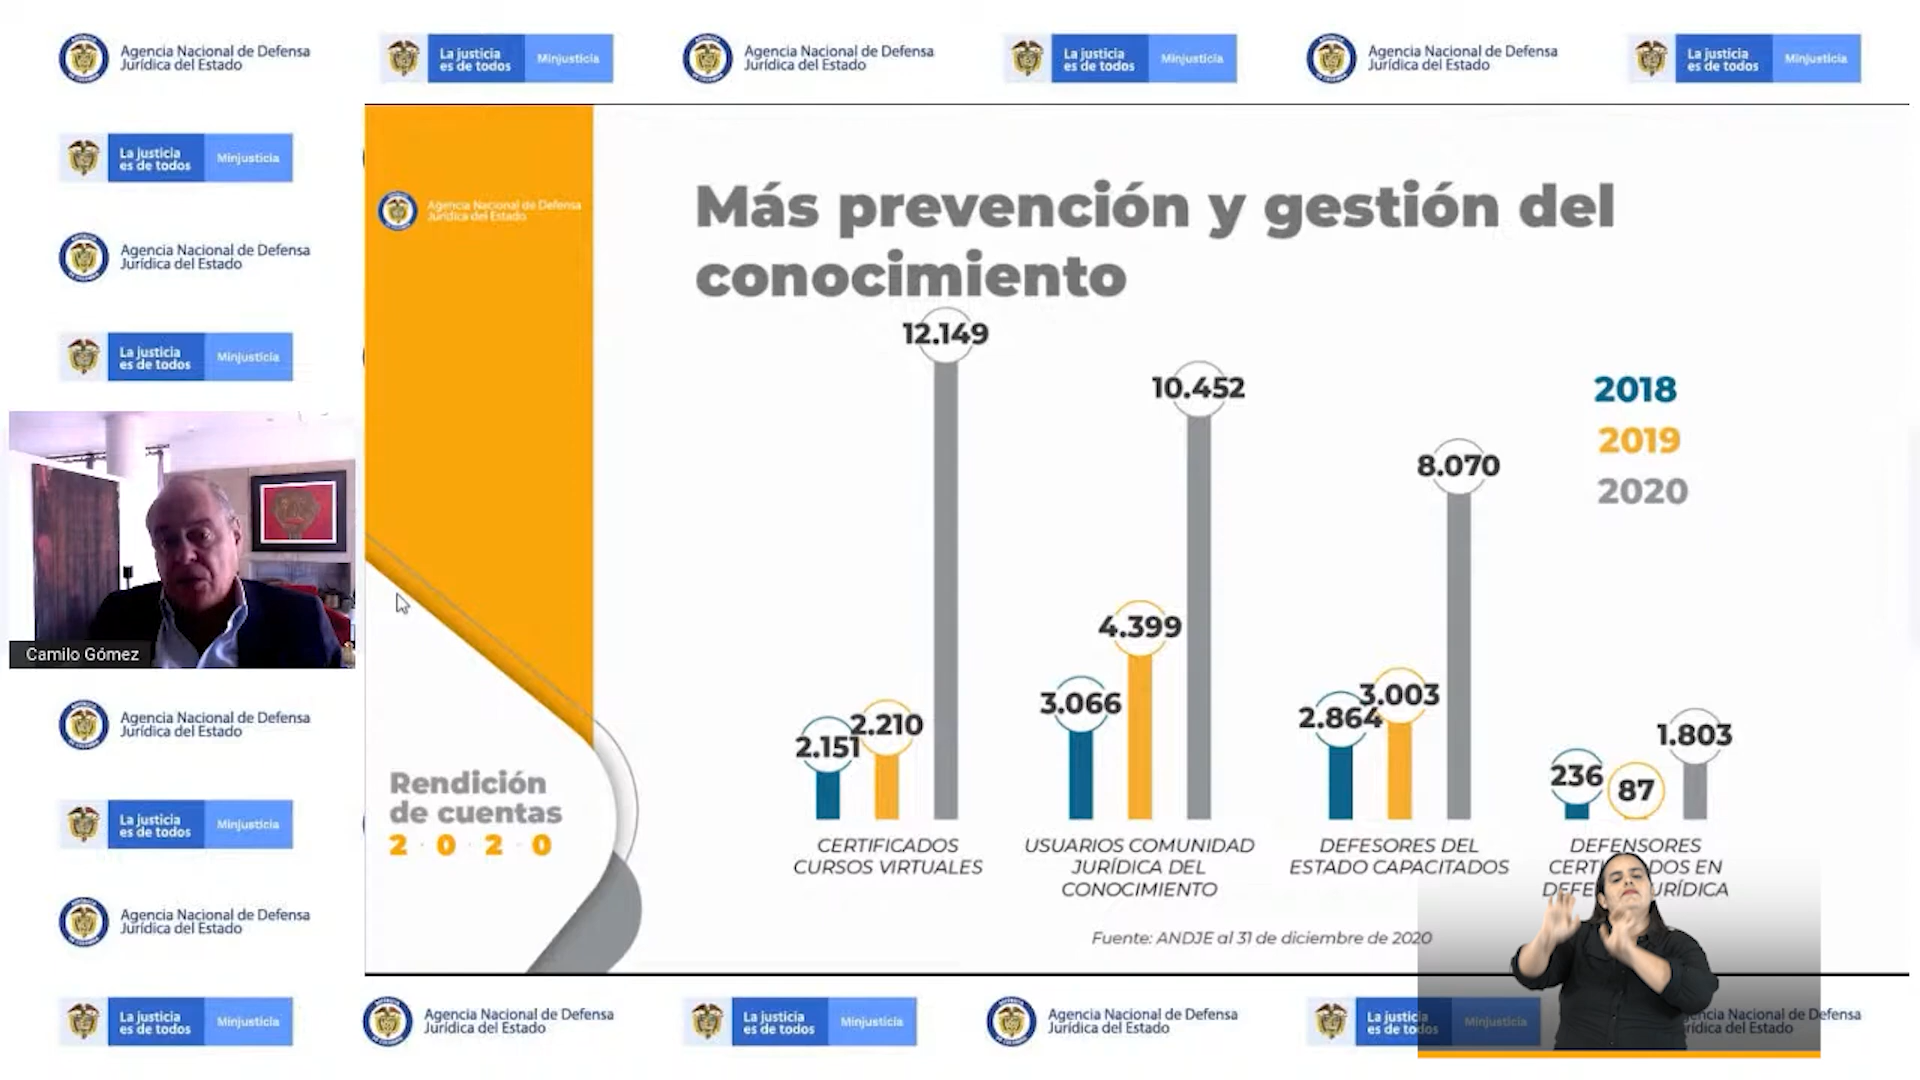 Agencia Nacional de Defensa
Jurídica del Estado
La justicia
es de todos
Minjusticia
Agencia Nacional de Defensa
Jurídica del Estado
La justicia
es de todos
Minjusticia
Agencia Nacional de Defensa
Jurídica del Estado
La justicia
es de todos
Minjusticia
La justicia
es de todos
Minjusticia
Agencia Nacional de Defensa
Jurídica del Estado
La justicia
es de todos
Minjusticia
Camilo Gómez
Agencia Nacional de Defensa
Jurídica del Estado
La justicia
es de todos
Minjusticia
Agencia Nacional de Defensa
Jurídica del Estado
Agencia Nacional de Defensa
Jurídica del Estado
Rendición
de cuentas
2020
Más prevención y gestión del
conocimiento
2018
2019
2020
2.151
2.210
12.149
CERTIFICADOS
CURSOS VIRTUALES
3.066
4.399
10.452
USUARIOS COMUNIDAD
JURÍDICA DEL
CONOCIMIENTO
2.864
3.003
8.070
DEFESORES DEL
ESTADO CAPACITADOS
236
87
1.803
DEFENSORES
EN
Fuente: ANDJE al 31 de diciembre de 2020
La justicia
es de todos
Minjusticia
Agencia Nacional de Defensa
Jurídica del Estado
La justicia
es de todos
Minjusticia
Agencia Nacional de Defensa
Jurídica del Estado
La justicia
es de todos
Minjusticia
Nacional de Defensa
del Estado